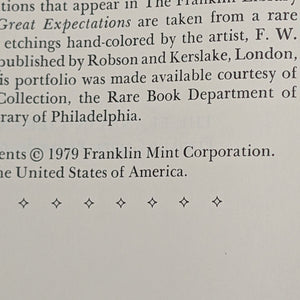 tions that appear in The Franklin Library
Great Expectations are taken from a rare
etchings hand-colored by the artist, F. W.
published by Robson and Kerslake, London,
is portfolio was made available courtesy of
Collection, the Rare Book Department of
rary of Philadelphia.
ents © 1979 Franklin Mint Corporation.
he United States of America.